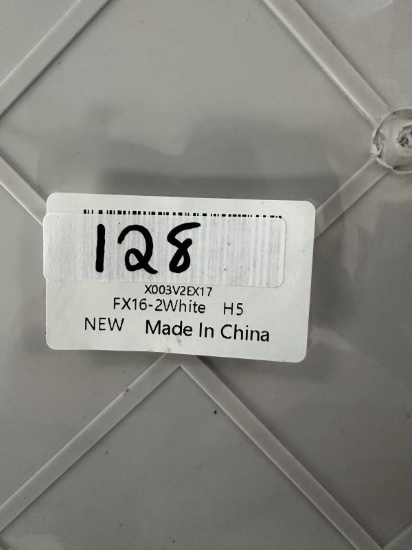 128
X003V2EX17
FX16-2White H5
NEW Made In China